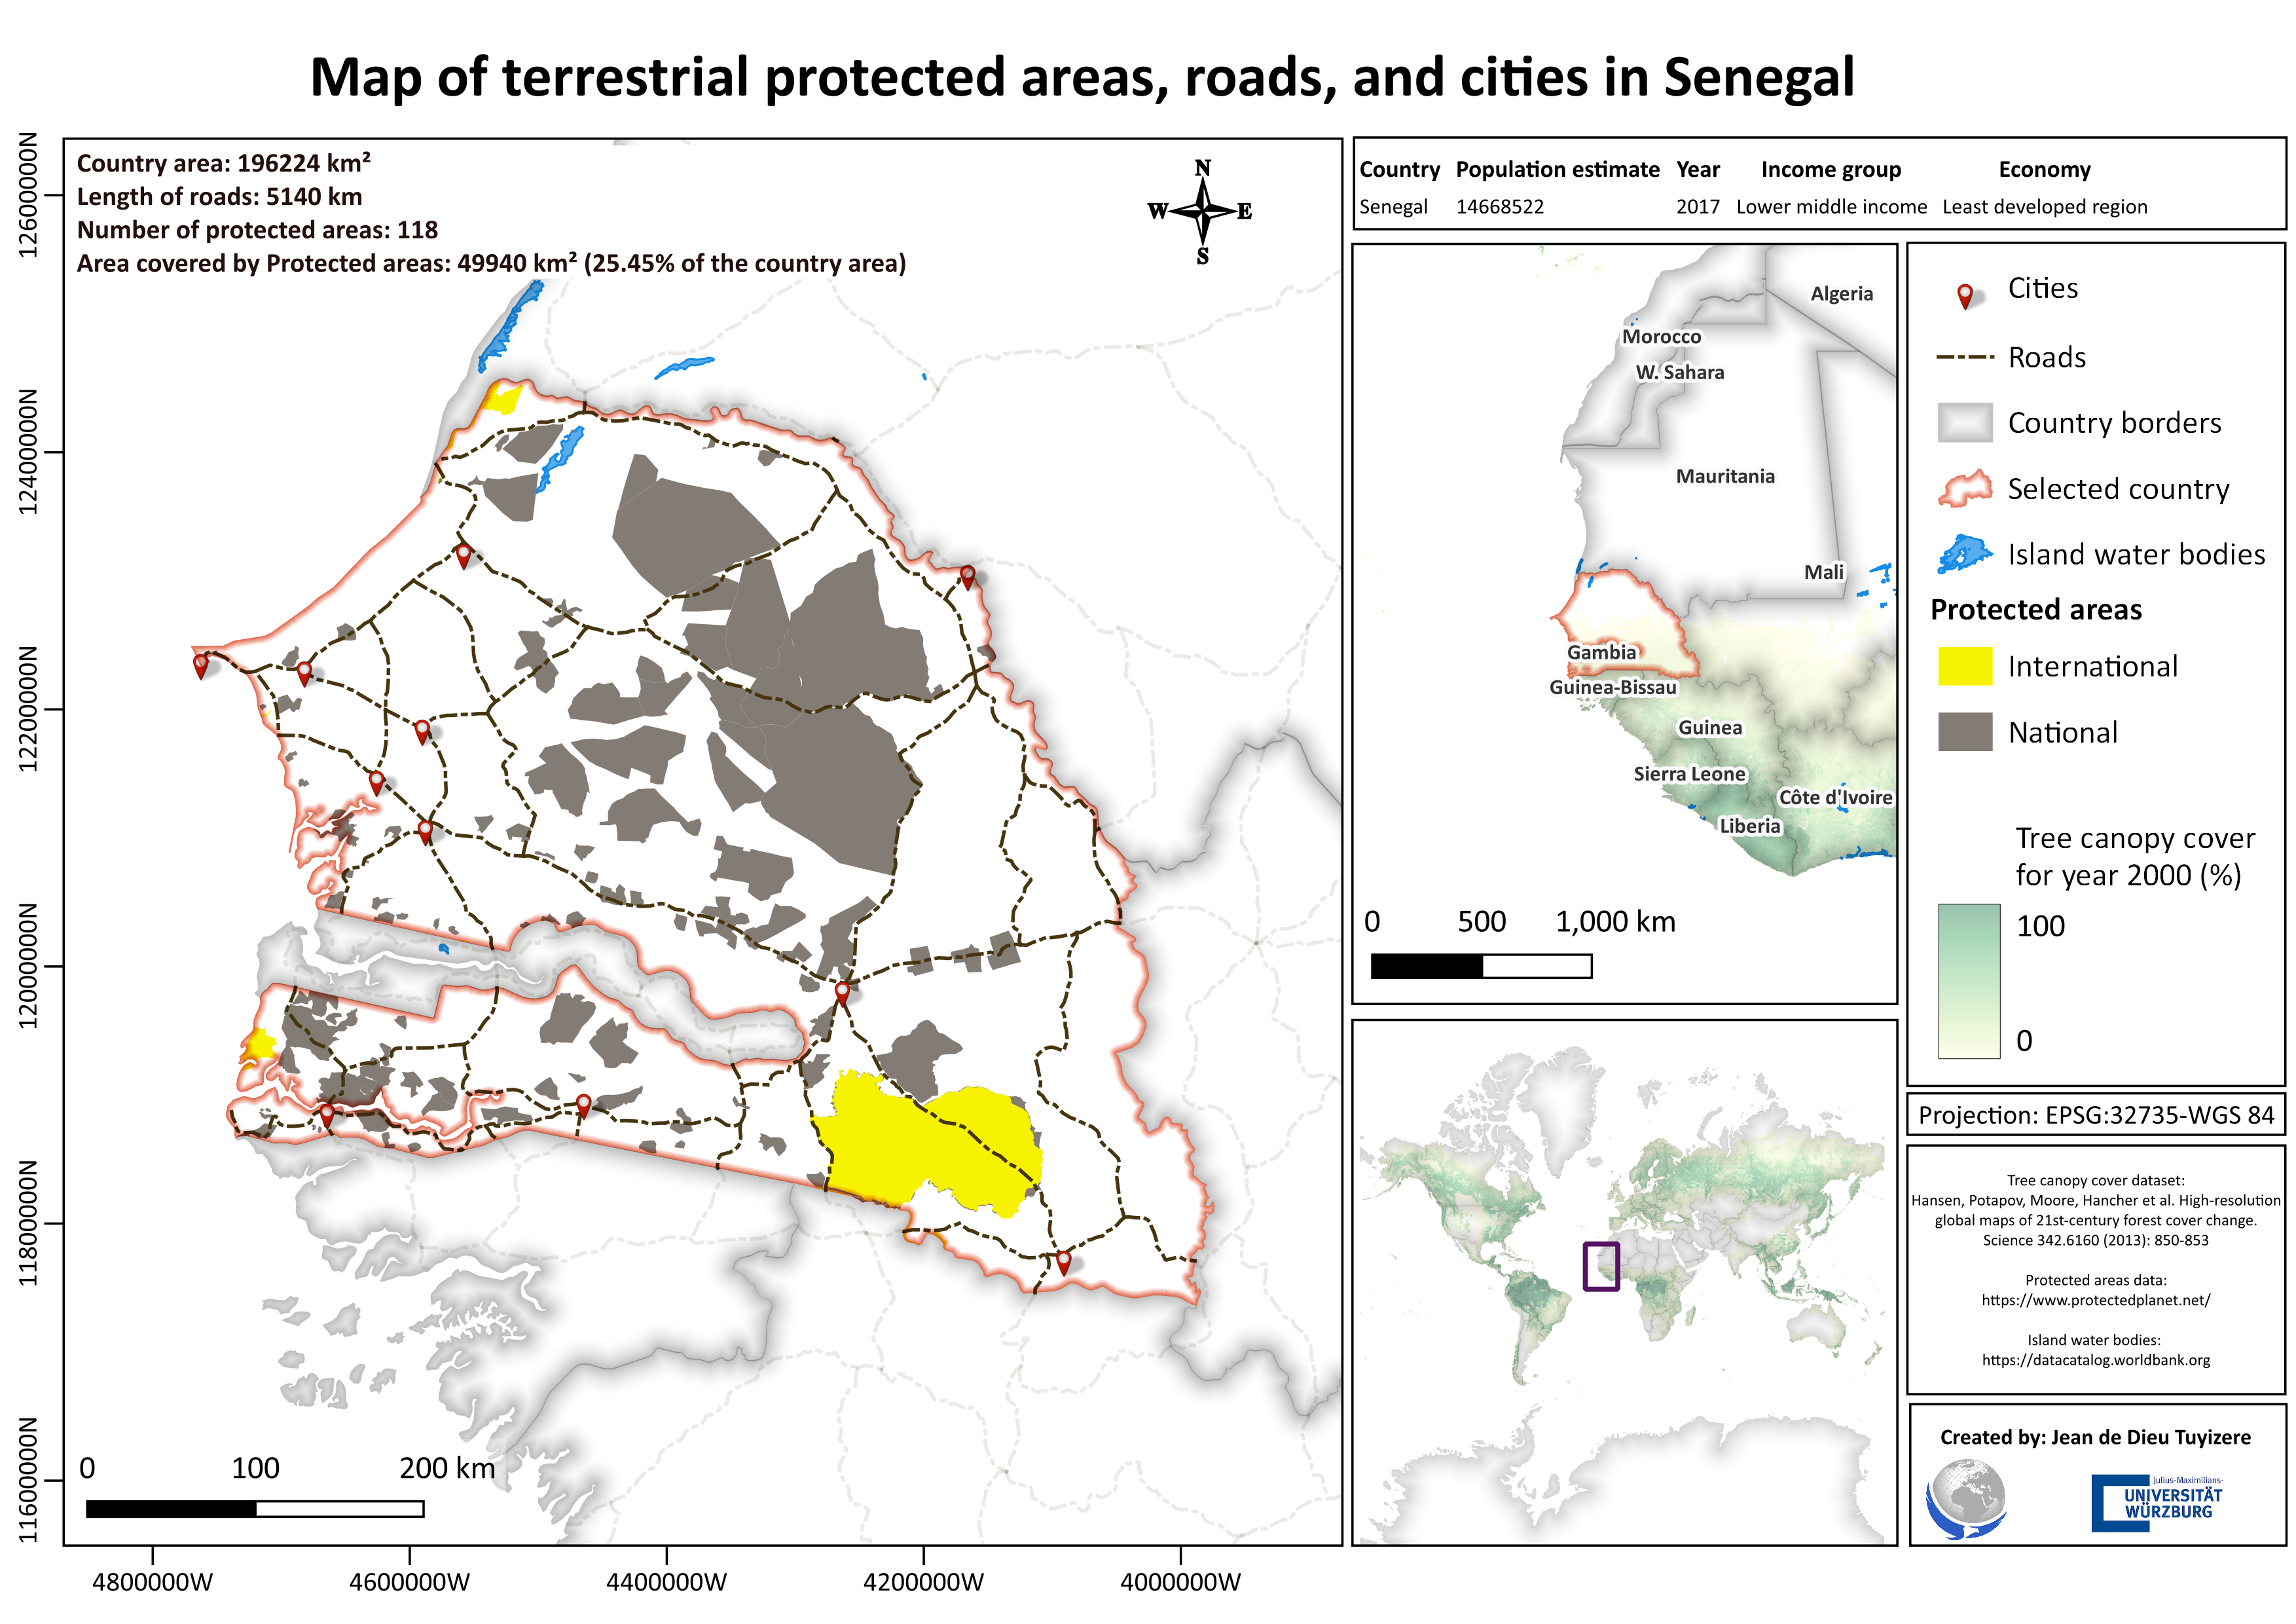 Map of terrestrial protected areas, roads, and cities in Senegal
Country area: 196224 km²
Length of roads: 5140 km
Number of protected areas: 118
Area covered by Protected areas: 49940 km² (25.45% of the country area)
N
W E
S
12600000N
12400000N
12200000N
12000000N
11800000N
11600000N
0 100 200 km
4800000W 4600000W 4400000W 4200000W 4000000W
Country Population estimate Year Income group Economy
Senegal 14668522 2017 Lower middle income Least developed region
Algeria
Morocco
W. Sahara
Mauritania
Mali
Gambia
Guinea-Bissau
Guinea
Sierra Leone
Côte d'Ivoire
Liberia
0 500 1,000 km
Cities
Roads
Country borders
Selected country
Island water bodies
Protected areas
International
National
Tree canopy cover
for year 2000 (%)
100
0
Projection: EPSG:32735-WGS 84
Tree canopy cover dataset:
Hansen, Potapov, Moore, Hancher et al. High-resolution
global maps of 21st-century forest cover change.
Science 342.6160 (2013): 850-853
Protected areas data:
https://www.protectedplanet.net/
Island water bodies:
https://datacatalog.worldbank.org
Created by: Jean de Dieu Tuyizere
Julius-Maximilians-
UNIVERSITÄT
WÜRZBURG